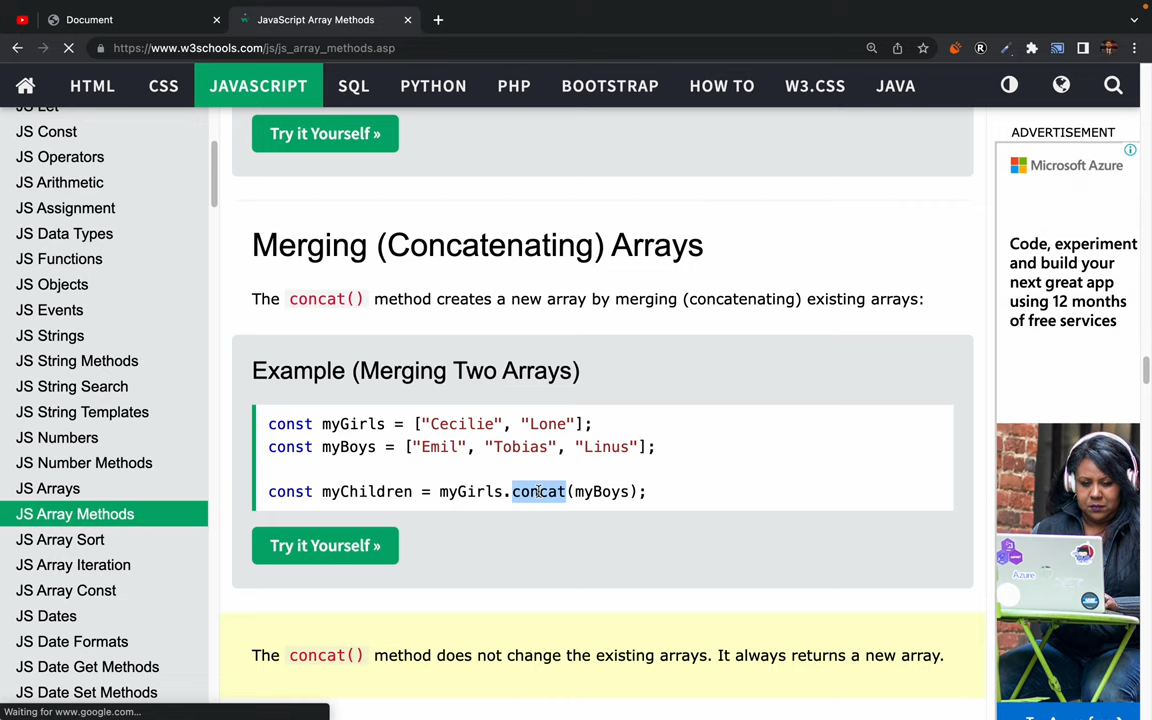 Document
JavaScript Array Methods
https://www.w3schools.com/js/js_array_methods.asp
HTML CSS JAVASCRIPT SQL PYTHON PHP BOOTSTRAP HOW TO W3.CSS JAVA
JS Let
JS Const
JS Operators
JS Arithmetic
JS Assignment
JS Data Types
JS Functions
JS Objects
JS Events
JS Strings
JS String Methods
JS String Search
JS String Templates
JS Numbers
JS Number Methods
JS Arrays
JS Array Methods
JS Array Sort
JS Array Iteration
JS Array Const
JS Dates
JS Date Formats
JS Date Get Methods
JS Date Set Methods
Waiting for www.google.com...
Try it Yourself »
Merging (Concatenating) Arrays
The concat() method creates a new array by merging (concatenating) existing arrays:
Example (Merging Two Arrays)
const myGirls = ["Cecilie", "Lone"];
const myBoys = ["Emil", "Tobias", "Linus"];
const myChildren = myGirls.concat(myBoys);
Try it Yourself »
The concat() method does not change the existing arrays. It always returns a new array.
ADVERTISEMENT
Microsoft Azure
Code, experiment
and build your
next great app
using 12 months
of free services
Azure